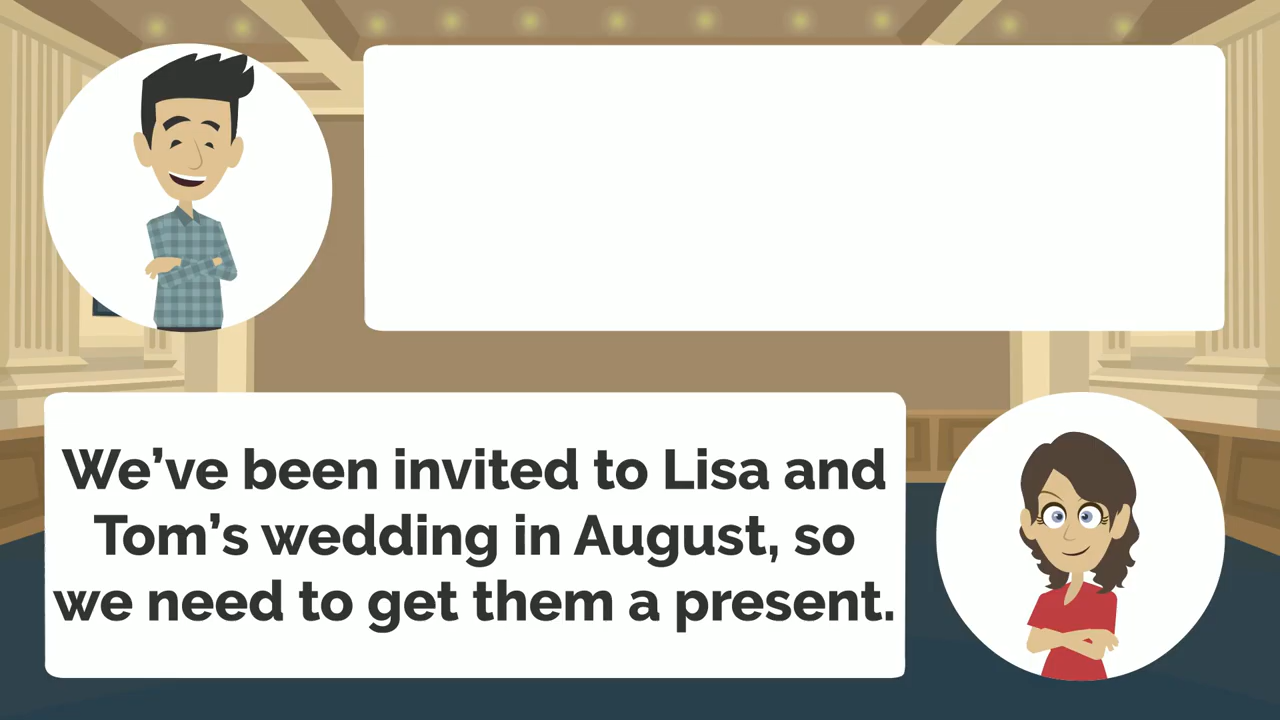 We’ve been invited to Lisa and
Tom’s wedding in August, so
we need to get them a present.